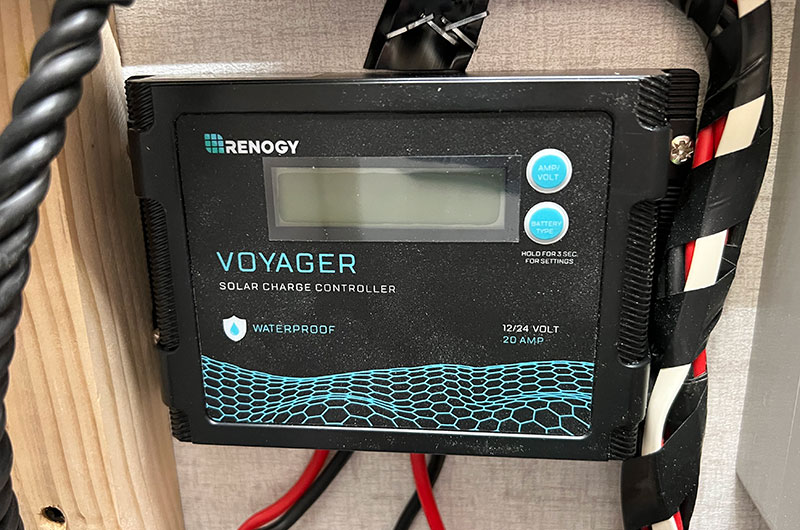 RENOGY
AMP/
VOLT
BATTERY
TYPE
HOLD FOR 3 SEC.
FOR SETTINGS
VOYAGER
SOLAR CHARGE CONTROLLER
WATERPROOF
12/24 VOLT
20 AMP